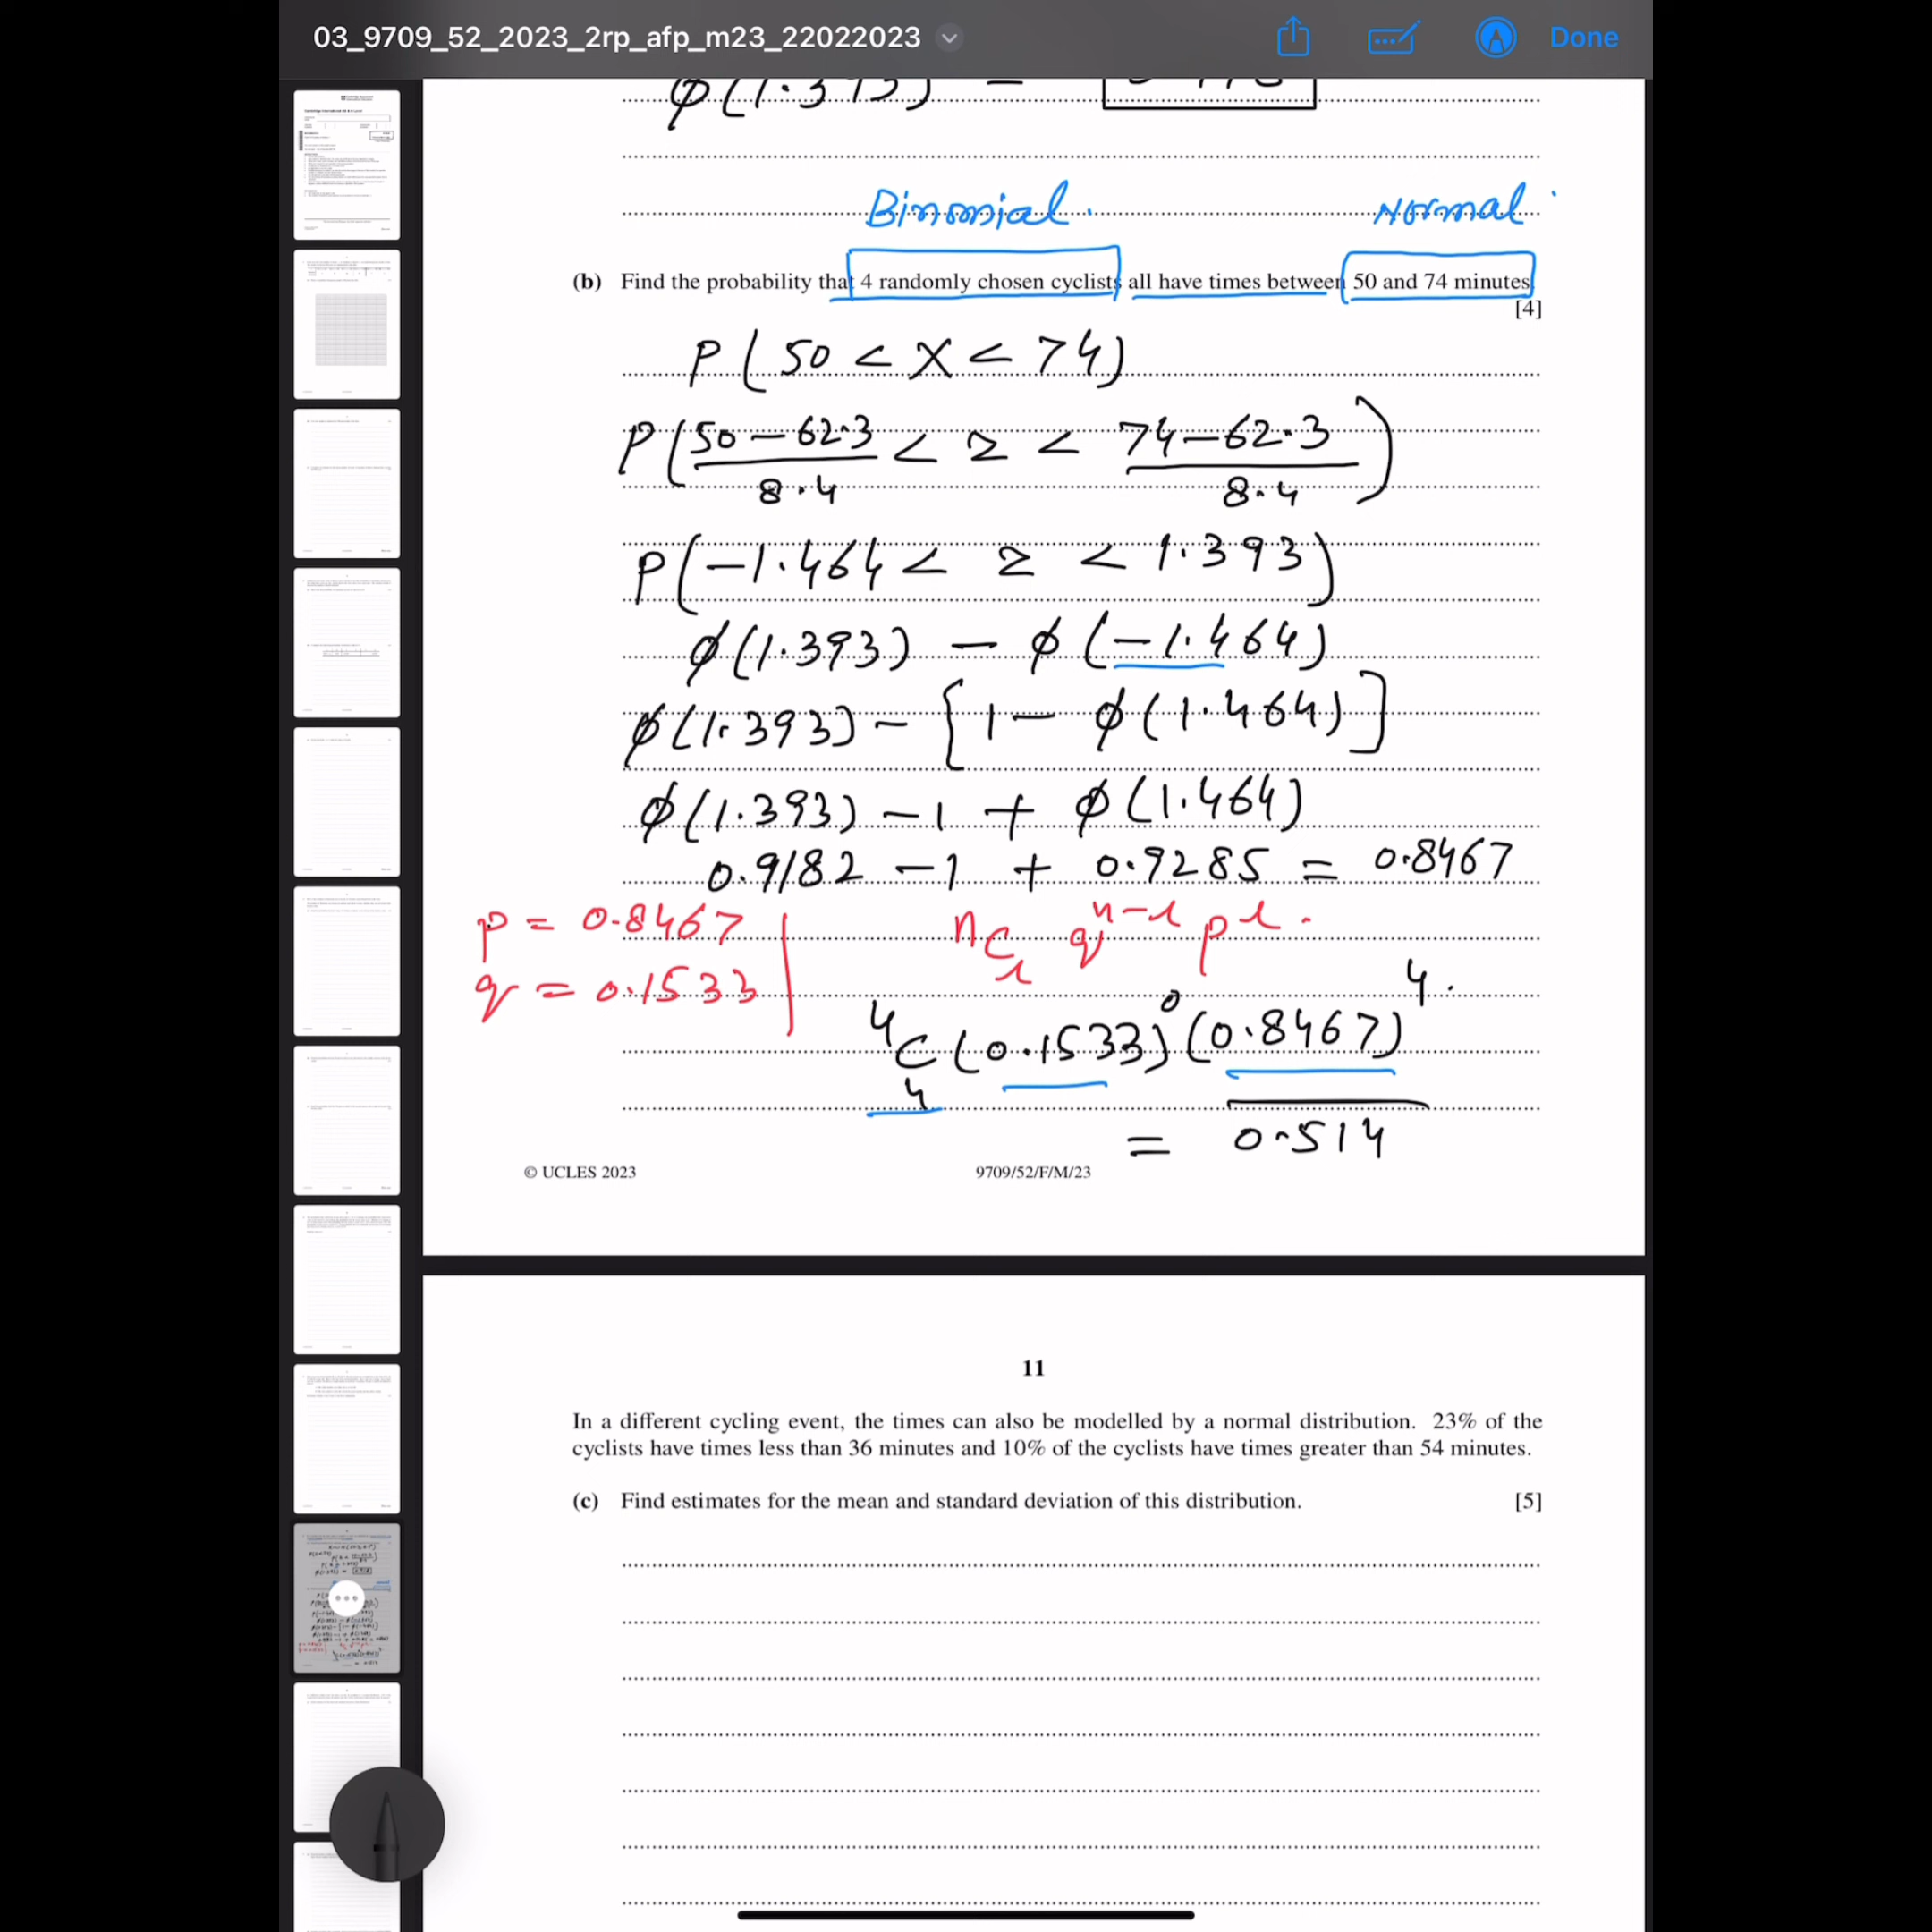 03_9709_52_2023_2rp_afp_m23_22022023
Done
ϕ(1.393) =
Binomial.
Normal
(b) Find the probability that 4 randomly chosen cyclists all have times between 50 and 74 minutes.
[4]
P(50 < X < 74)
P(50-62.3/8.4 < z < 74-62.3/8.4)
P(-1.464 < z < 1.393)
ϕ(1.393) - ϕ(-1.464)
ϕ(1.393) - [1 - ϕ(1.464)]
ϕ(1.393) - 1 + ϕ(1.464)
0.9182 - 1 + 0.9285 = 0.8467
p = 0.8467
q = 0.1533
nCr q^n-r p^r.
4C4 (0.1533)^0 (0.8467)^4.
= 0.514
© UCLES 2023
9709/52/F/M/23
11
In a different cycling event, the times can also be modelled by a normal distribution. 23% of the
cyclists have times less than 36 minutes and 10% of the cyclists have times greater than 54 minutes.
(c) Find estimates for the mean and standard deviation of this distribution. [5]